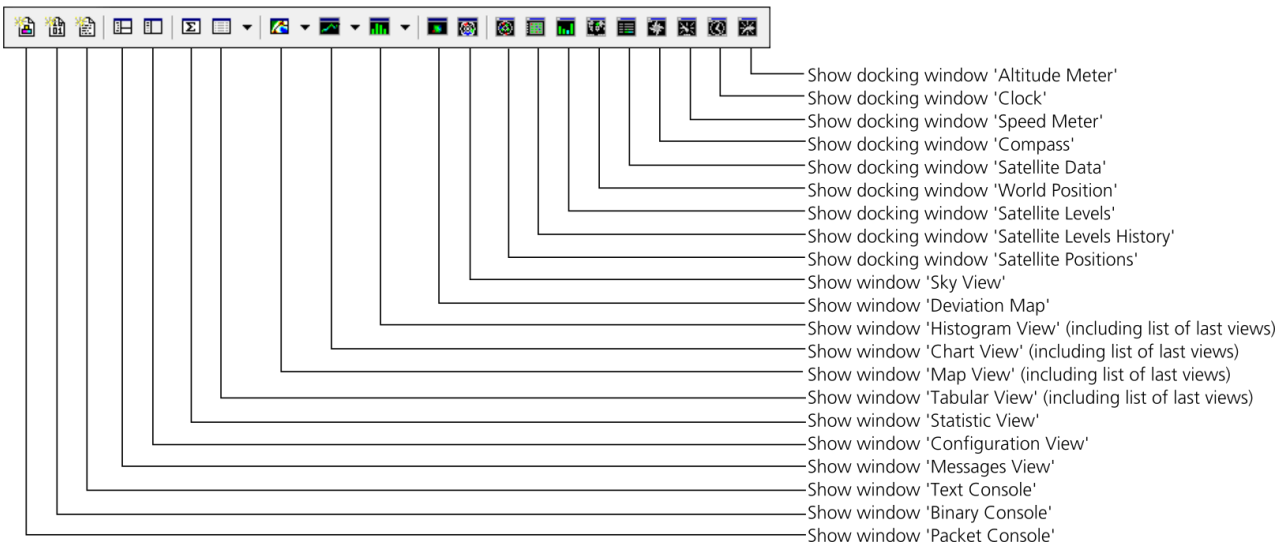 Show docking window 'Altitude Meter'
Show docking window 'Clock'
Show docking window 'Speed Meter'
Show docking window 'Compass'
Show docking window 'Satellite Data'
Show docking window 'World Position'
Show docking window 'Satellite Levels'
Show docking window 'Satellite Levels History'
Show docking window 'Satellite Positions'
Show window 'Sky View'
Show window 'Deviation Map'
Show window 'Histogram View' (including list of last views)
Show window 'Chart View' (including list of last views)
Show window 'Map View' (including list of last views)
Show window 'Tabular View' (including list of last views)
Show window 'Statistic View'
Show window 'Configuration View'
Show window 'Messages View'
Show window 'Text Console'
Show window 'Binary Console'
Show window 'Packet Console'